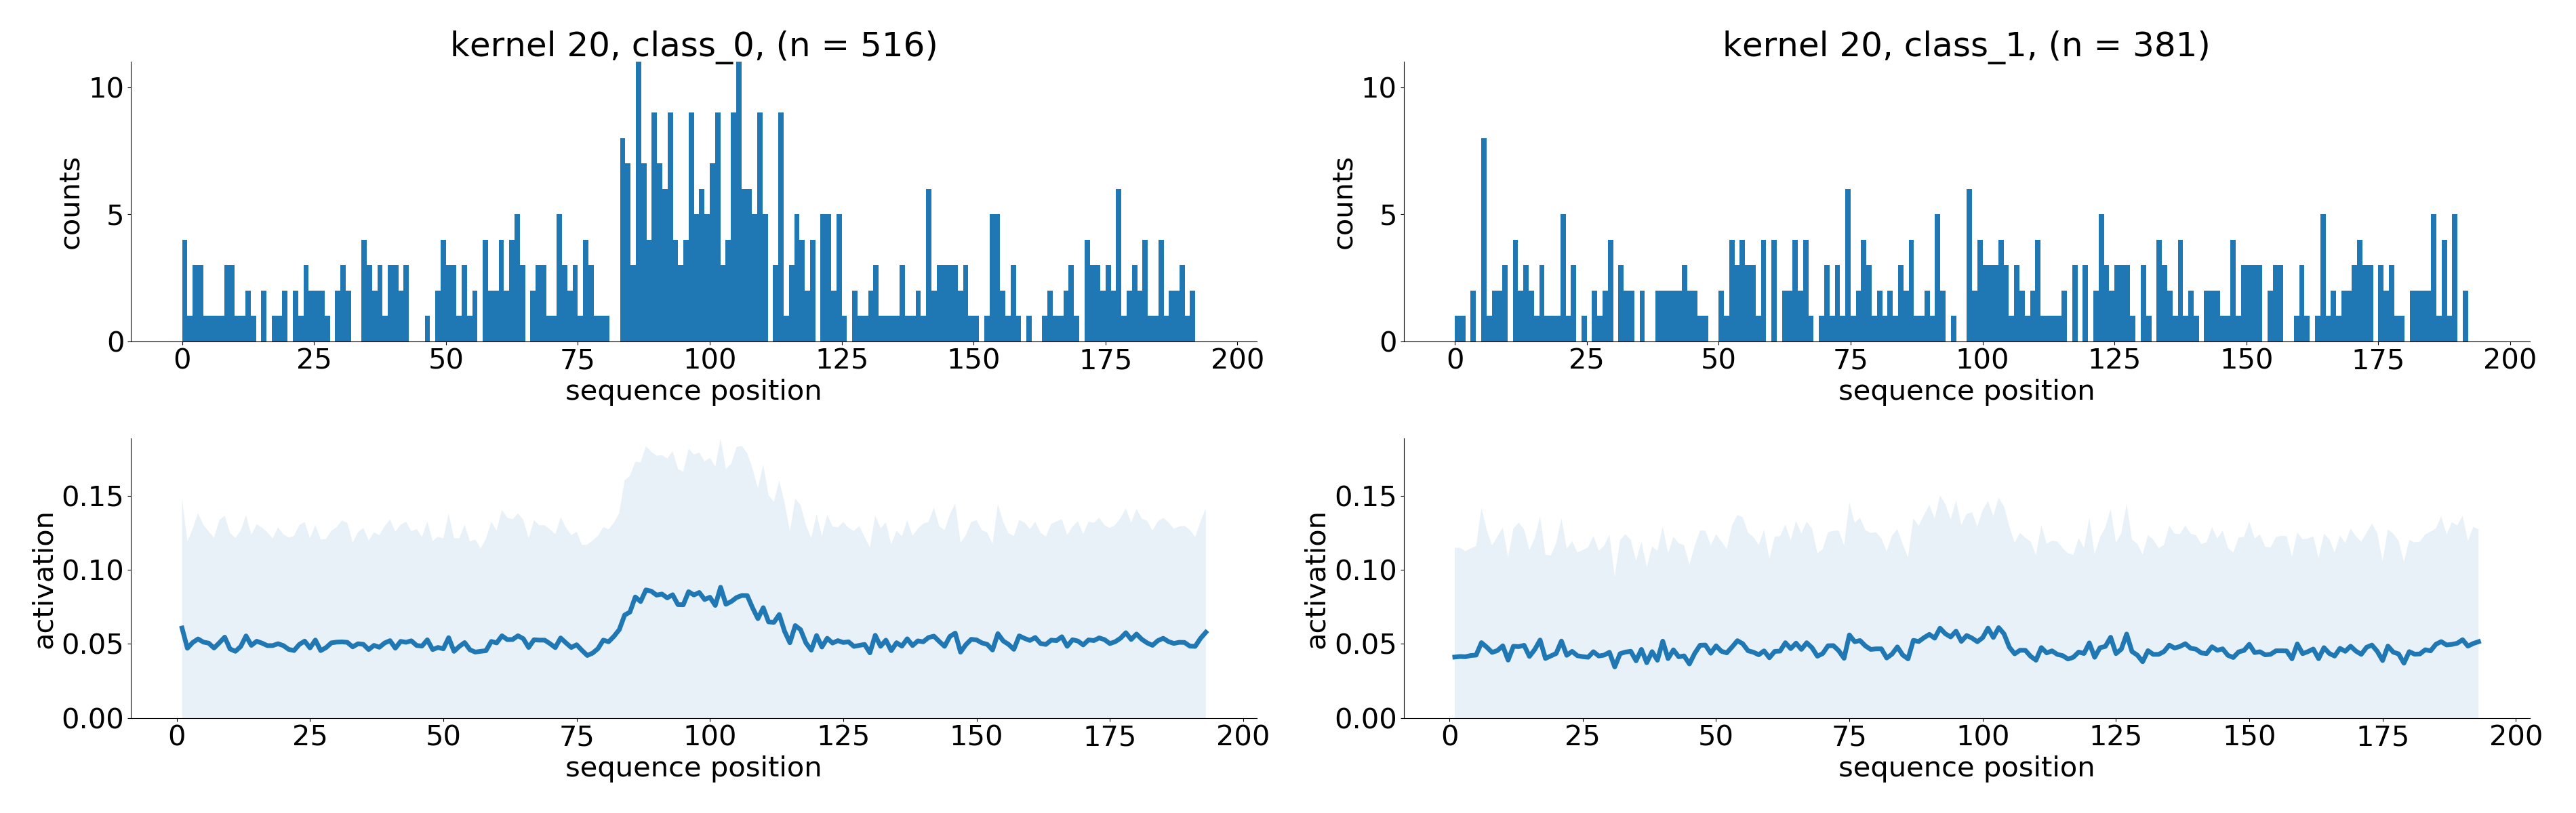 kernel 20, class_0, (n = 516)
counts
10
5
0
0 25 50 75 100 125 150 175 200
sequence position
kernel 20, class_1, (n = 381)
counts
10
5
0
0 25 50 75 100 125 150 175 200
sequence position
activation
0.15
0.10
0.05
0.00
0 25 50 75 100 125 150 175 200
sequence position
activation
0.15
0.10
0.05
0.00
0 25 50 75 100 125 150 175 200
sequence position